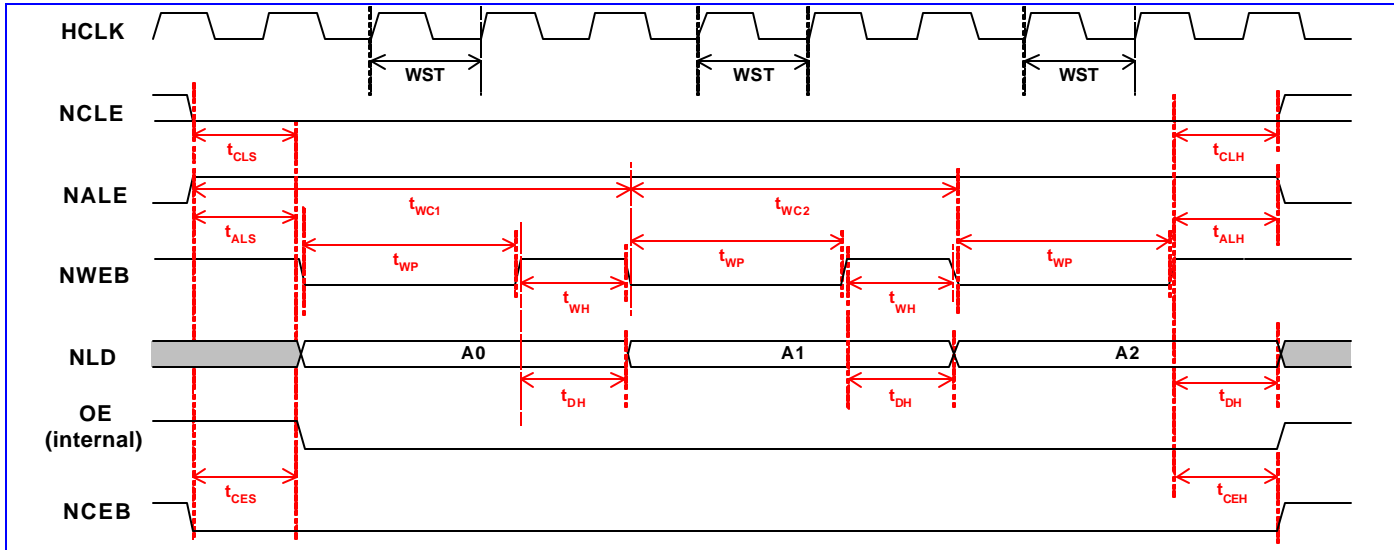 HCLK
WST WST WST
NCLE
tCLS tCLH
NALE
tWC1 tWC2
tALS tALH
tWP tWP tWP
NWEB
tWH tWH
NLD A0 A1 A2
tDH tDH tDH
OE
(internal)
tCES tCEH
NCEB